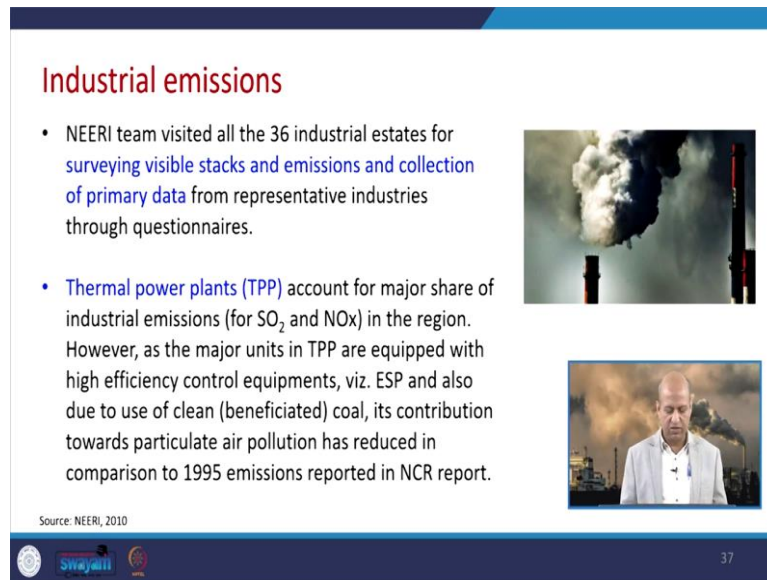 Industrial emissions
• NEERI team visited all the 36 industrial estates for
surveying visible stacks and emissions and collection
of primary data from representative industries
through questionnaires.
• Thermal power plants (TPP) account for major share of
industrial emissions (for SO₂ and NOx) in the region.
However, as the major units in TPP are equipped with
high efficiency control equipments, viz. ESP and also
due to use of clean (beneficiated) coal, its contribution
towards particulate air pollution has reduced in
comparison to 1995 emissions reported in NCR report.
Source: NEERI, 2010
swayam
37